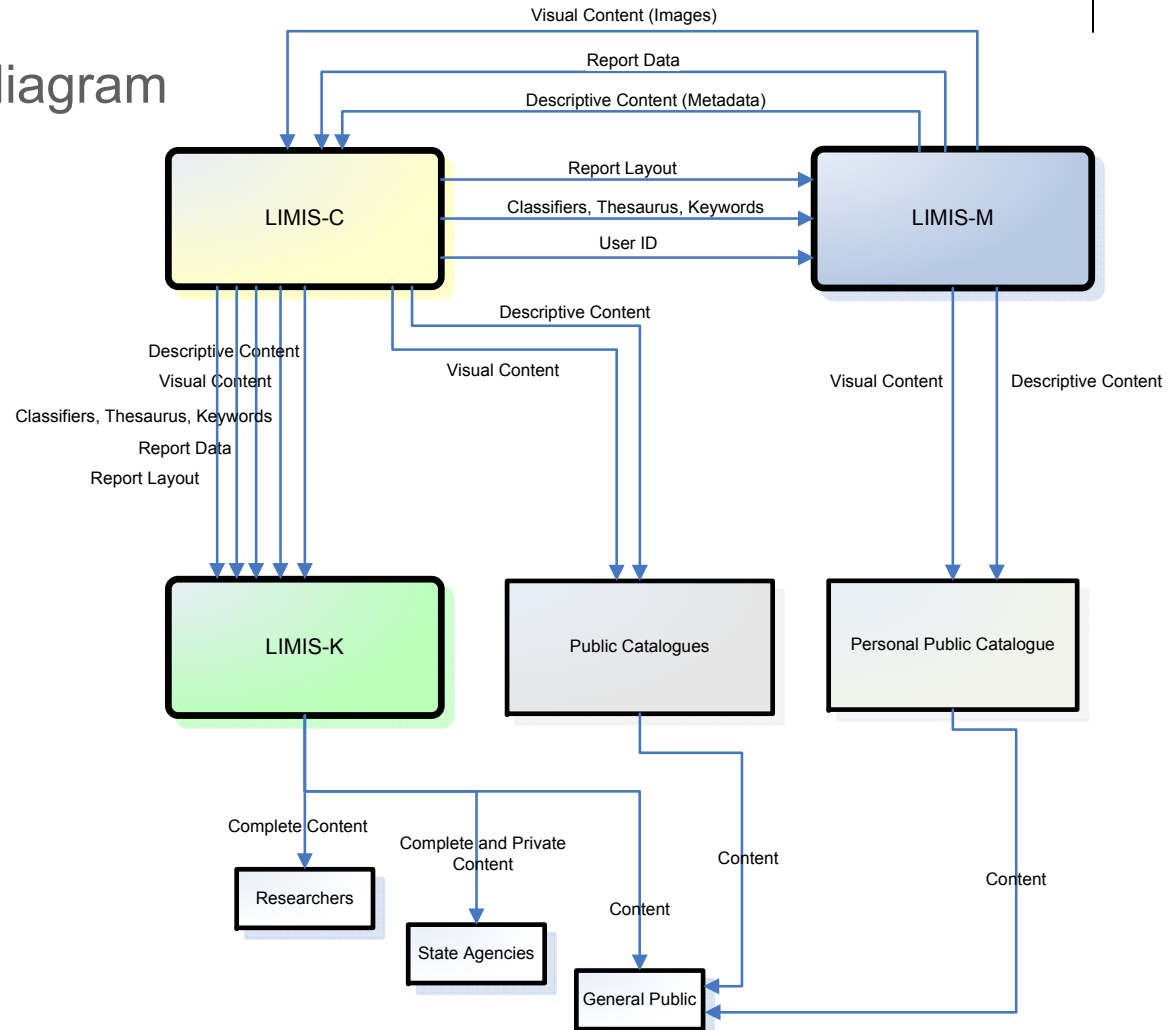 Visual Content (Images)
diagram
Report Data
Descriptive Content (Metadata)
LIMIS-C
Report Layout
Classifiers, Thesaurus, Keywords
User ID
LIMIS-M
Descriptive Content
Visual Content
Classifiers, Thesaurus, Keywords
Report Data
Report Layout
Descriptive Content
Visual Content
Visual Content
Descriptive Content
LIMIS-K
Public Catalogues
Personal Public Catalogue
Complete Content
Complete and Private
Content
Content
Content
Content
Researchers
State Agencies
General Public